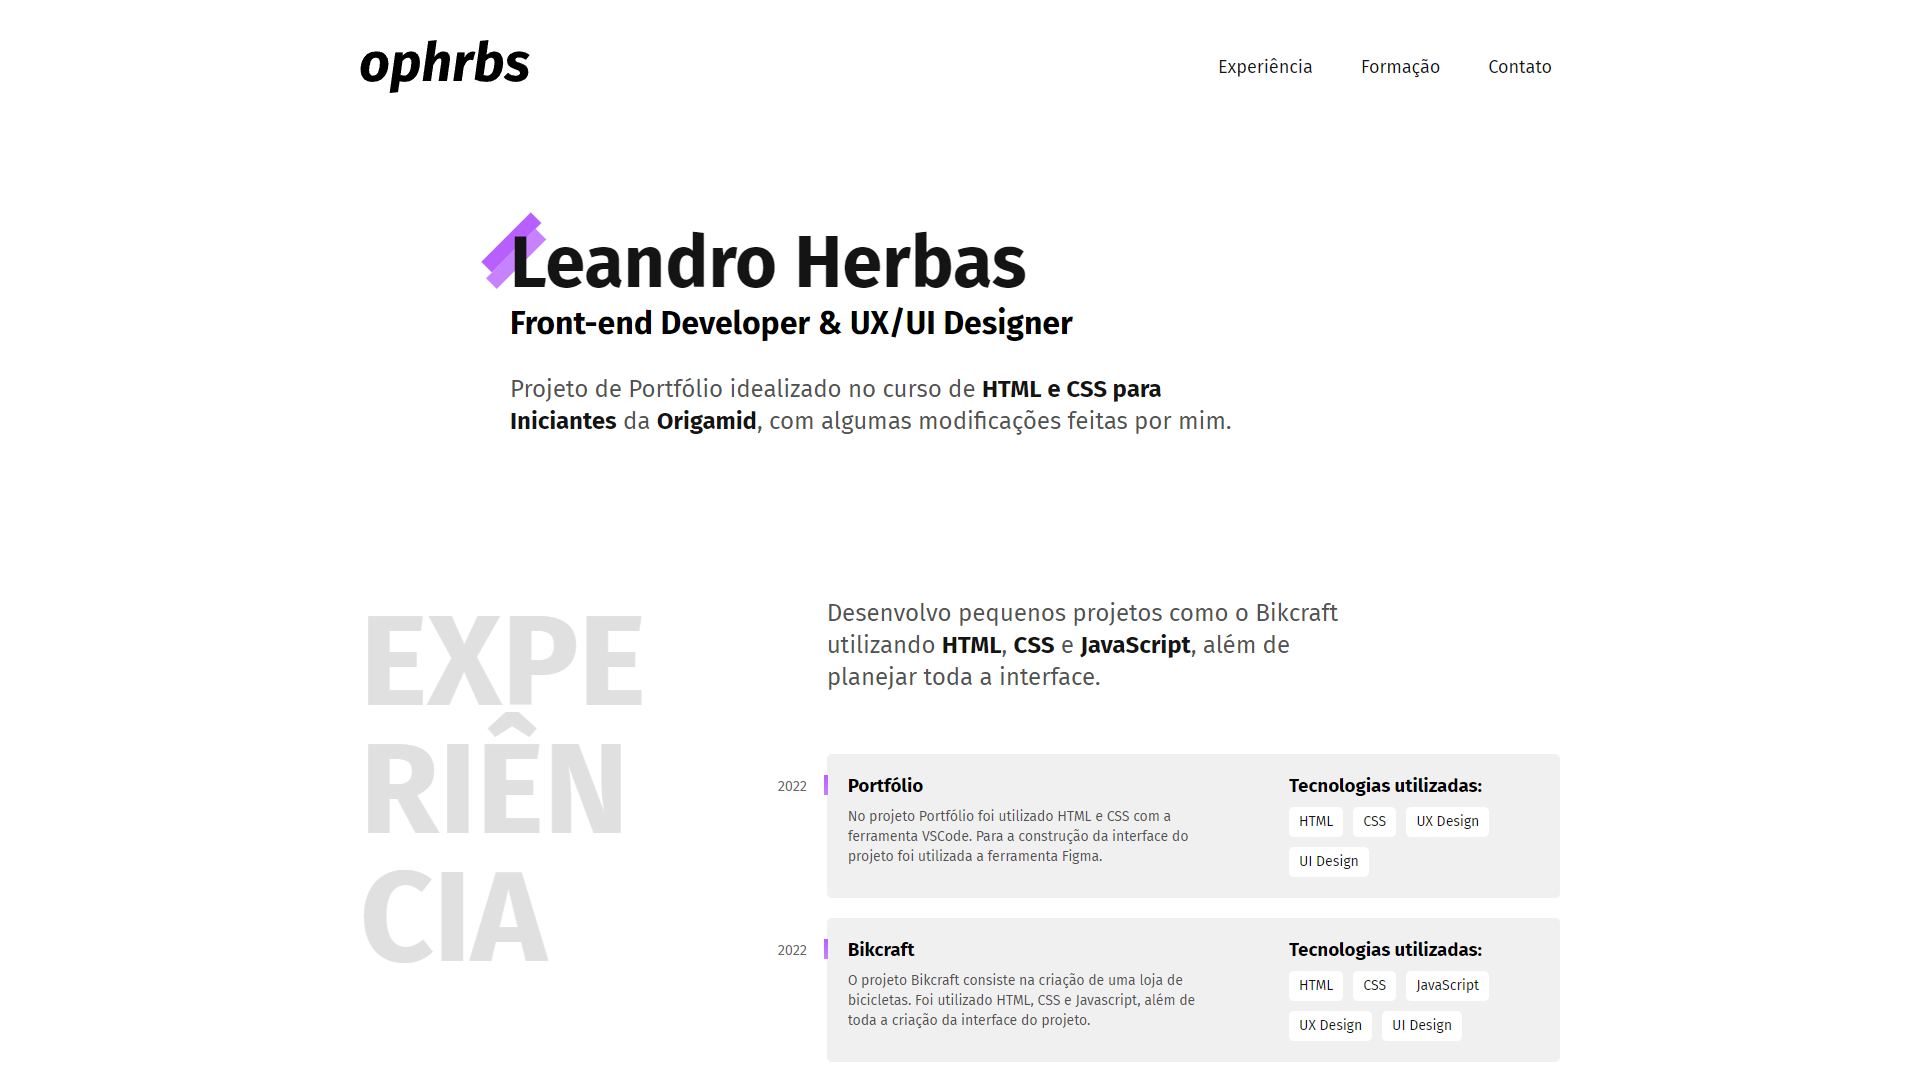 ophrbs
Experiência
Formação
Contato
Leandro Herbas
Front-end Developer & UX/UI Designer
Projeto de Portfólio idealizado no curso de HTML e CSS para
Iniciantes da Origamid, com algumas modificações feitas por mim.
EXPE
RIÊN
CIA
Desenvolvo pequenos projetos como o Bikcraft
utilizando HTML, CSS e JavaScript, além de
planejar toda a interface.
2022
Portfólio
No projeto Portfólio foi utilizado HTML e CSS com a
ferramenta VSCode. Para a construção da interface do
projeto foi utilizada a ferramenta Figma.
Tecnologias utilizadas:
HTML
CSS
UX Design
UI Design
2022
Bikcraft
O projeto Bikcraft consiste na criação de uma loja de
bicicletas. Foi utilizado HTML, CSS e Javascript, além de
toda a criação da interface do projeto.
Tecnologias utilizadas:
HTML
CSS
JavaScript
UX Design
UI Design